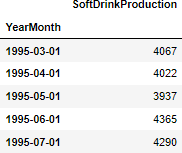 SoftDrinkProduction
YearMonth
1995-03-01 4067
1995-04-01 4022
1995-05-01 3937
1995-06-01 4365
1995-07-01 4290